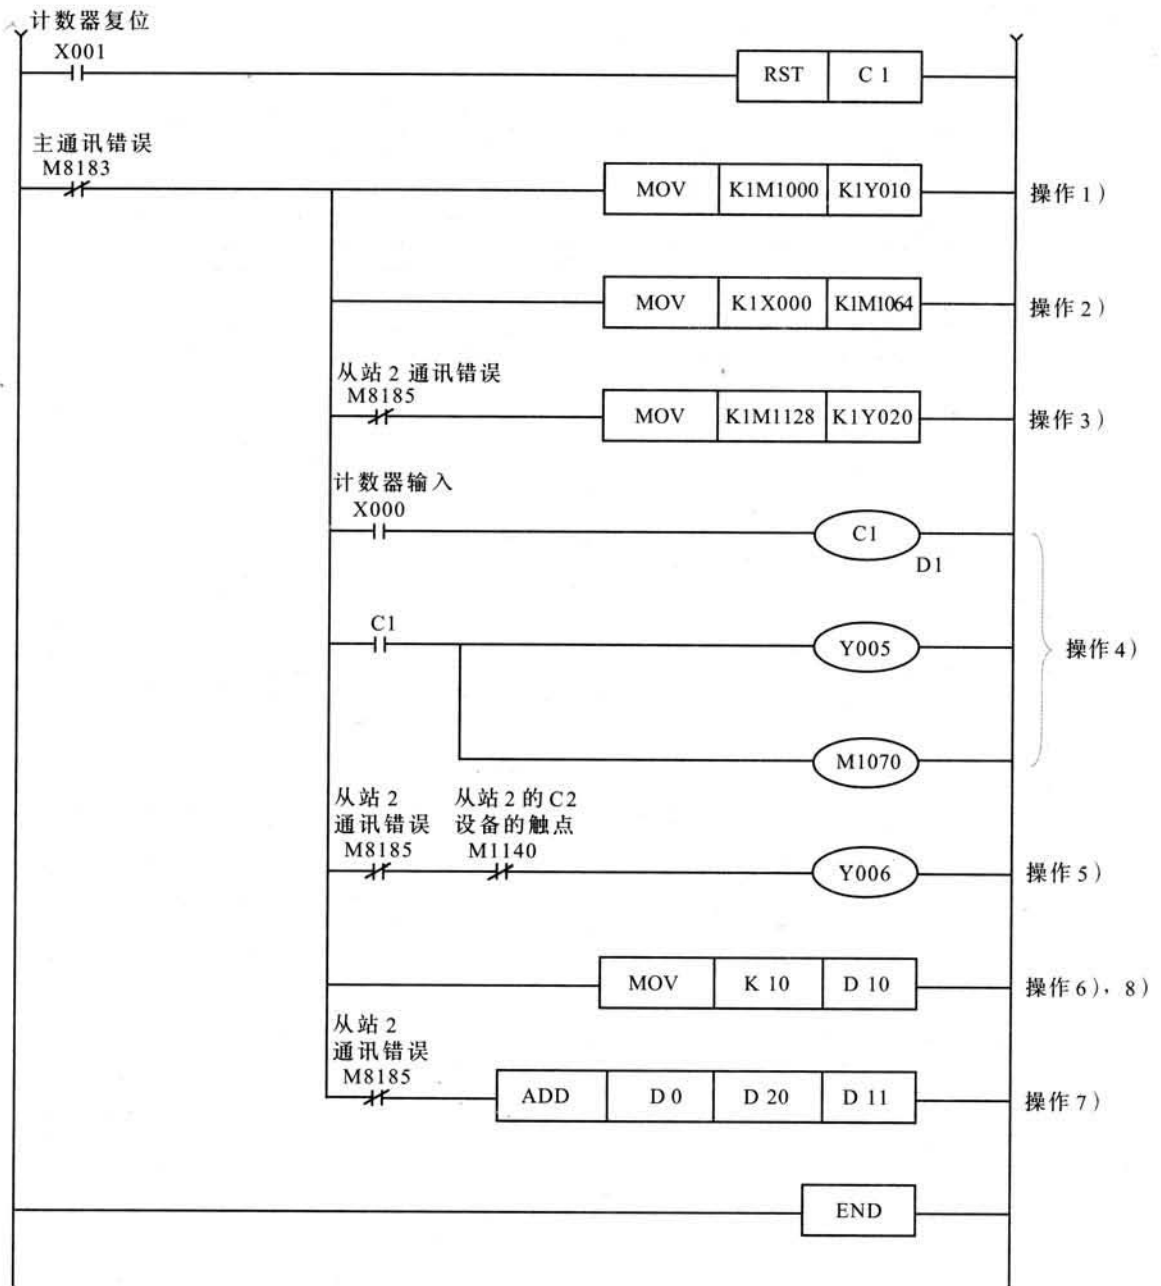 计数器复位
X001
RST C 1
主通讯错误
M8183
MOV K1M1000 K1Y010 操作 1）
MOV K1X000 K1M1064 操作 2）
从站 2 通讯错误
M8185
MOV K1M1128 K1Y020 操作 3）
计数器输入
X000
C1
D1
C1
Y005
操作 4）
M1070
从站 2 从站 2 的 C2
通讯错误 设备的触点
M8185 M1140
Y006 操作 5）
MOV K 10 D 10 操作 6），8）
从站 2
通讯错误
M8185
ADD D 0 D 20 D 11 操作 7）
END